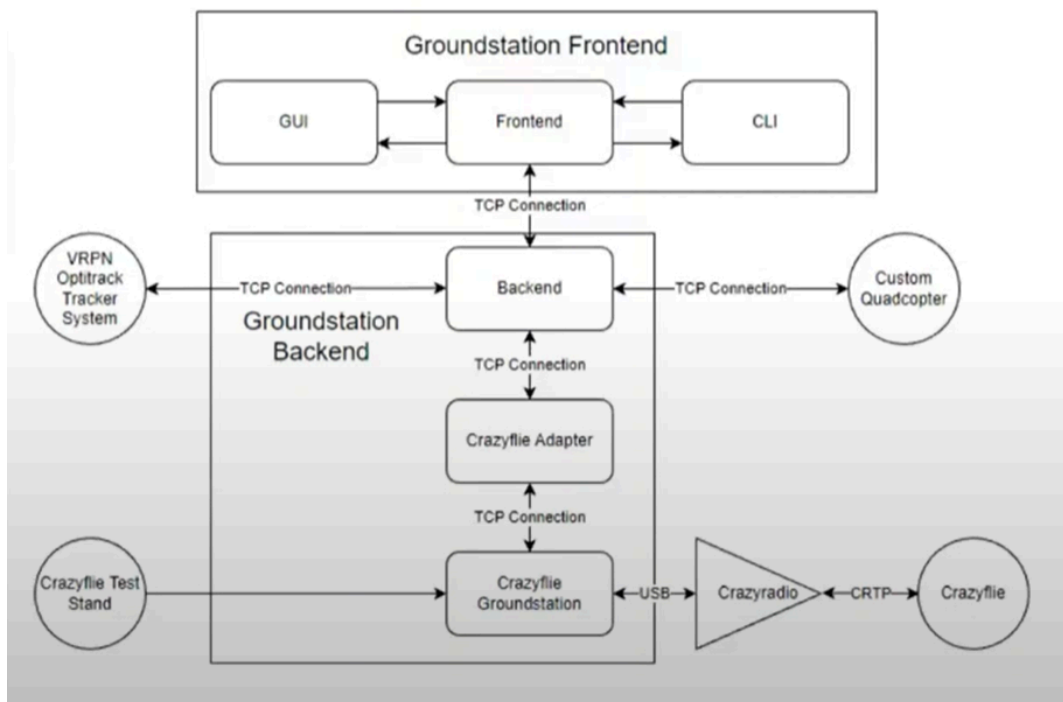 Groundstation Frontend
GUI
Frontend
CLI
TCP Connection
VRPN
Optitrack
Tracker
System
TCP Connection
Backend
TCP Connection
Custom
Quadcopter
Groundstation
Backend
TCP Connection
Crazyflie Adapter
TCP Connection
Crazyflie Test
Stand
Crazyflie
Groundstation
USB
Crazyradio
CRTP
Crazyflie